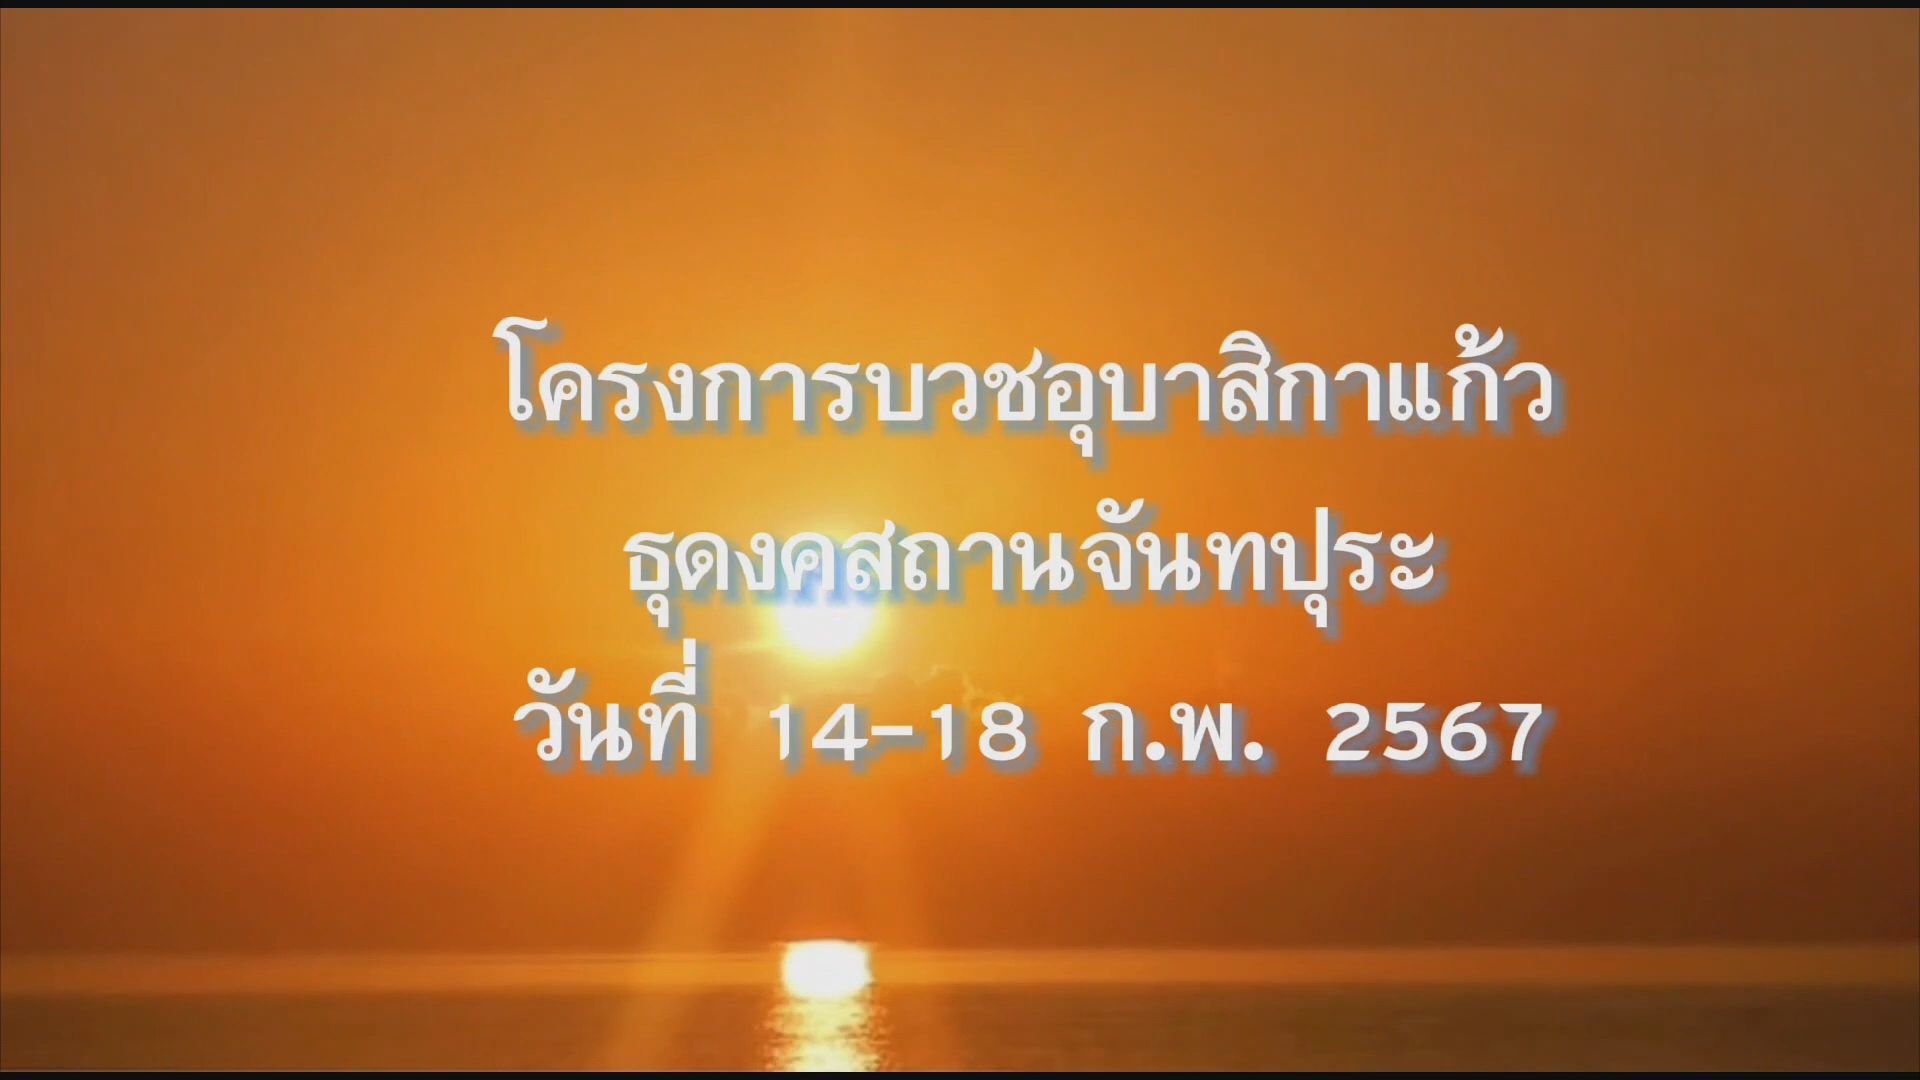 โครงการบวชอุบาสิกาแก้ว
ธุดงคสถานจันทปุระ
วันที่ 14-18 ก.พ. 2567